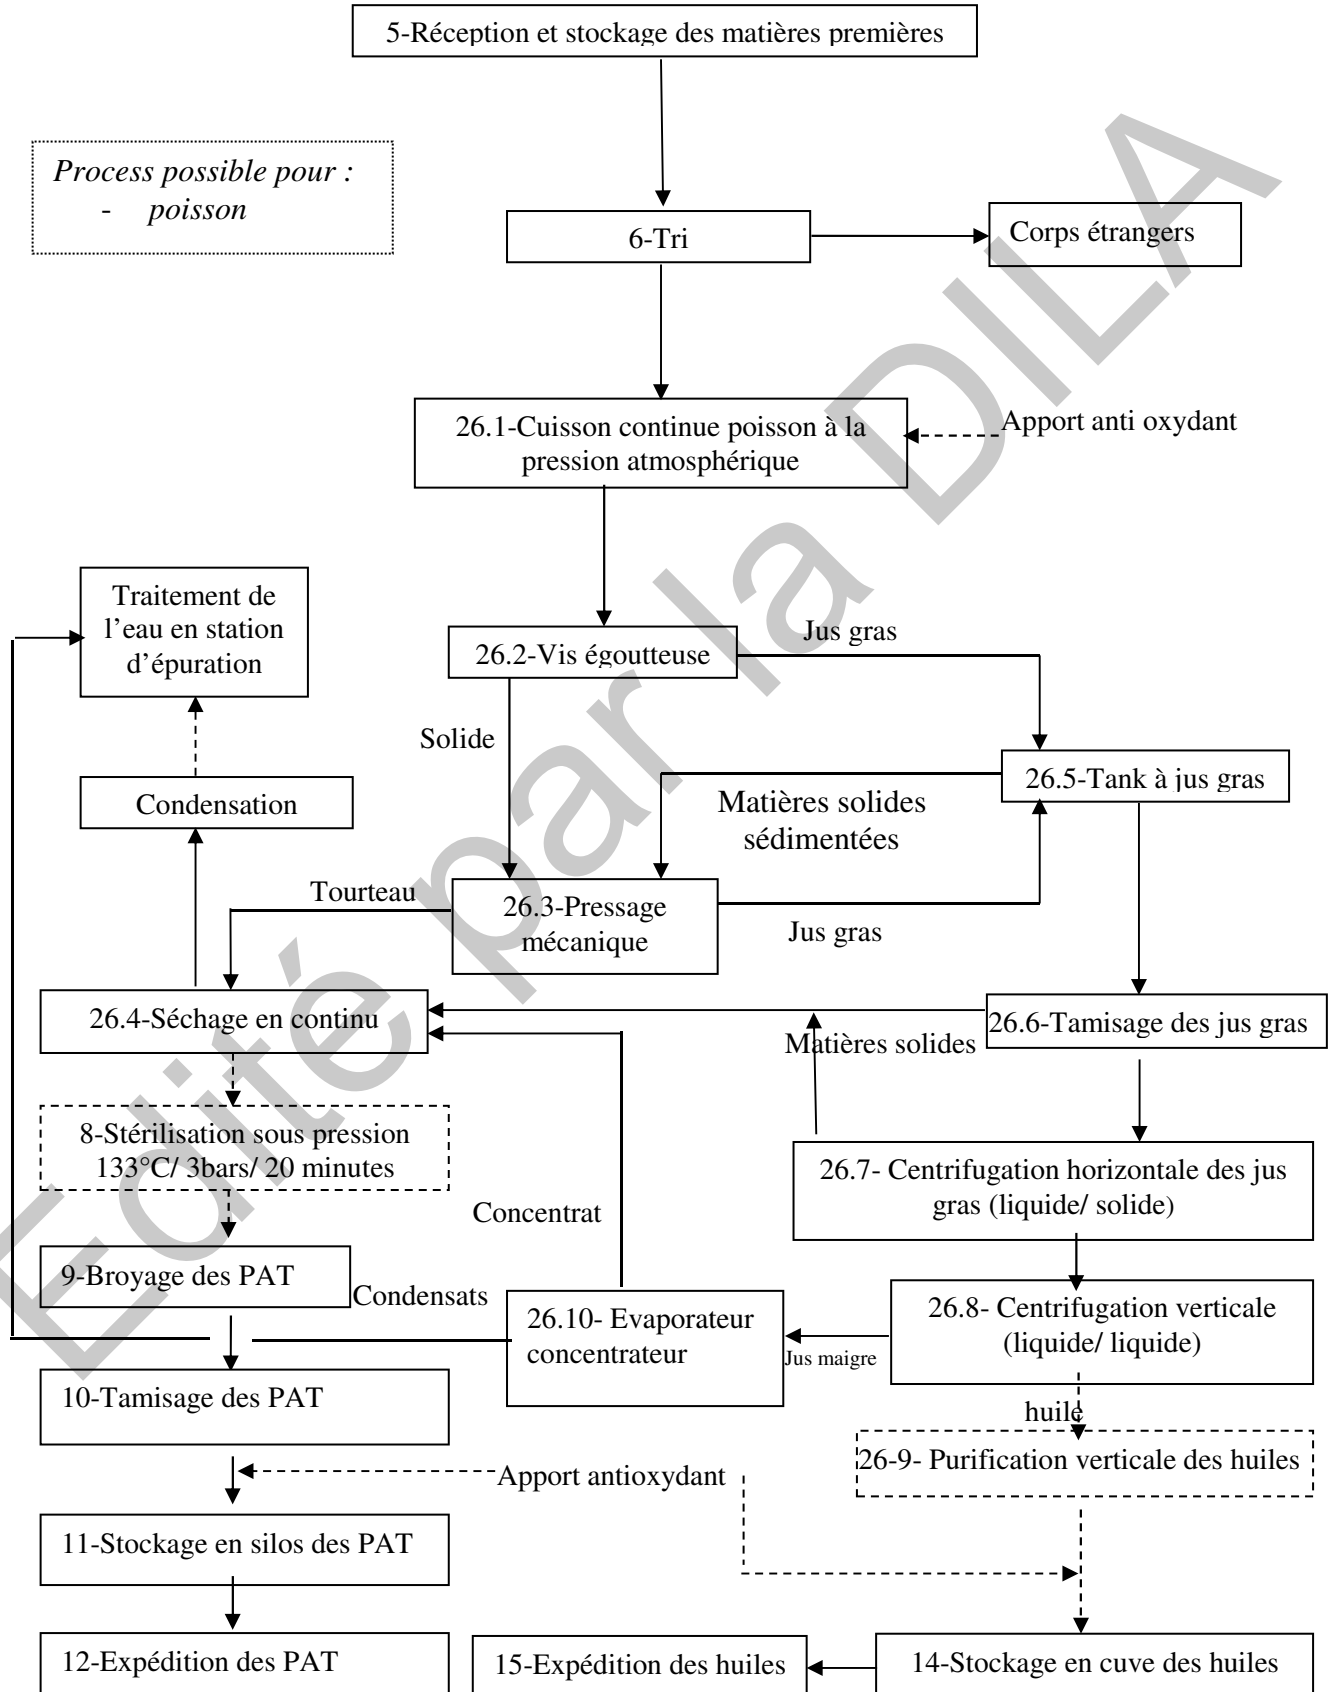 5-Réception et stockage des matières premières
Process possible pour :
- poisson
6-Tri
Corps étrangers
26.1-Cuisson continue poisson à la
pression atmosphérique
Apport anti oxydant
Traitement de
l'eau en station
d'épuration
26.2-Vis égoutteuse
Jus gras
Solide
26.5-Tank à jus gras
Condensation
Matières solides
sédimentées
Tourteau
26.3-Pressage
mécanique
Jus gras
26.4-Séchage en continu
26.6-Tamisage des jus gras
Matières solides
8-Stérilisation sous pression
133°C/ 3bars/ 20 minutes
26.7- Centrifugation horizontale des jus
gras (liquide/ solide)
Concentrat
9-Broyage des PAT
Condensats
26.10- Evaporateur
concentrateur
26.8- Centrifugation verticale
(liquide/ liquide)
Jus maigre
10-Tamisage des PAT
huile
26-9- Purification verticale des huiles
Apport antioxydant
11-Stockage en silos des PAT
12-Expédition des PAT
15-Expédition des huiles
14-Stockage en cuve des huiles
Edité par la DILA